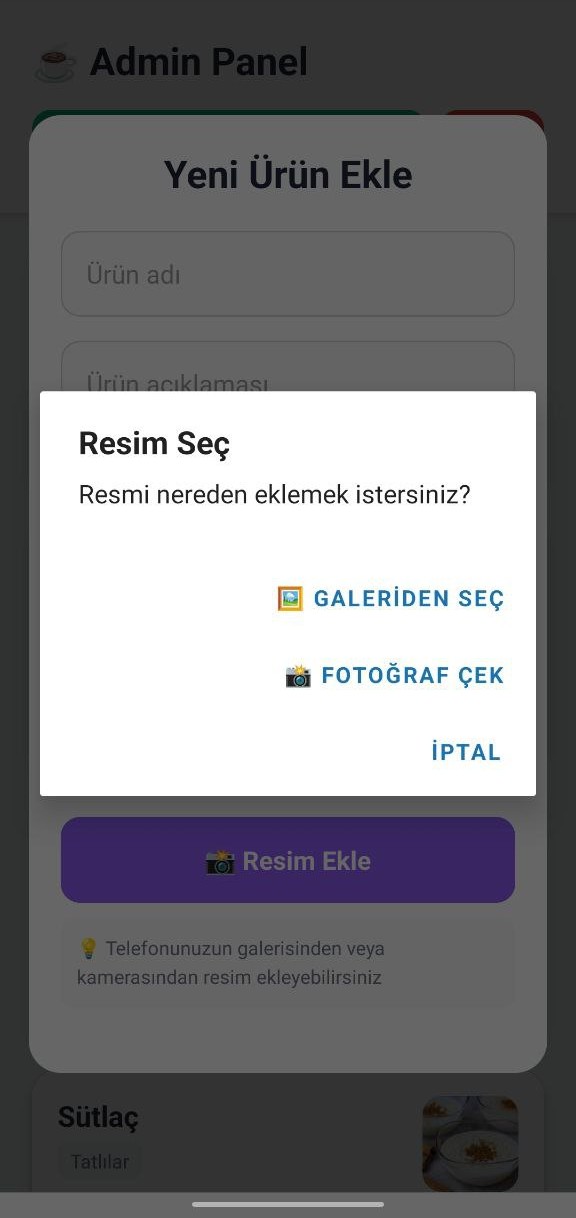 Admin Panel
Yeni Ürün Ekle
Ürün adı
Ürün açıklaması
Resim Seç
Resmi nereden eklemek istersiniz?
GALERİDEN SEÇ
FOTOĞRAF ÇEK
İPTAL
Resim Ekle
Telefonunuzun galerisinden veya
kamerasından resim ekleyebilirsiniz
Sütlaç
Tatlılar